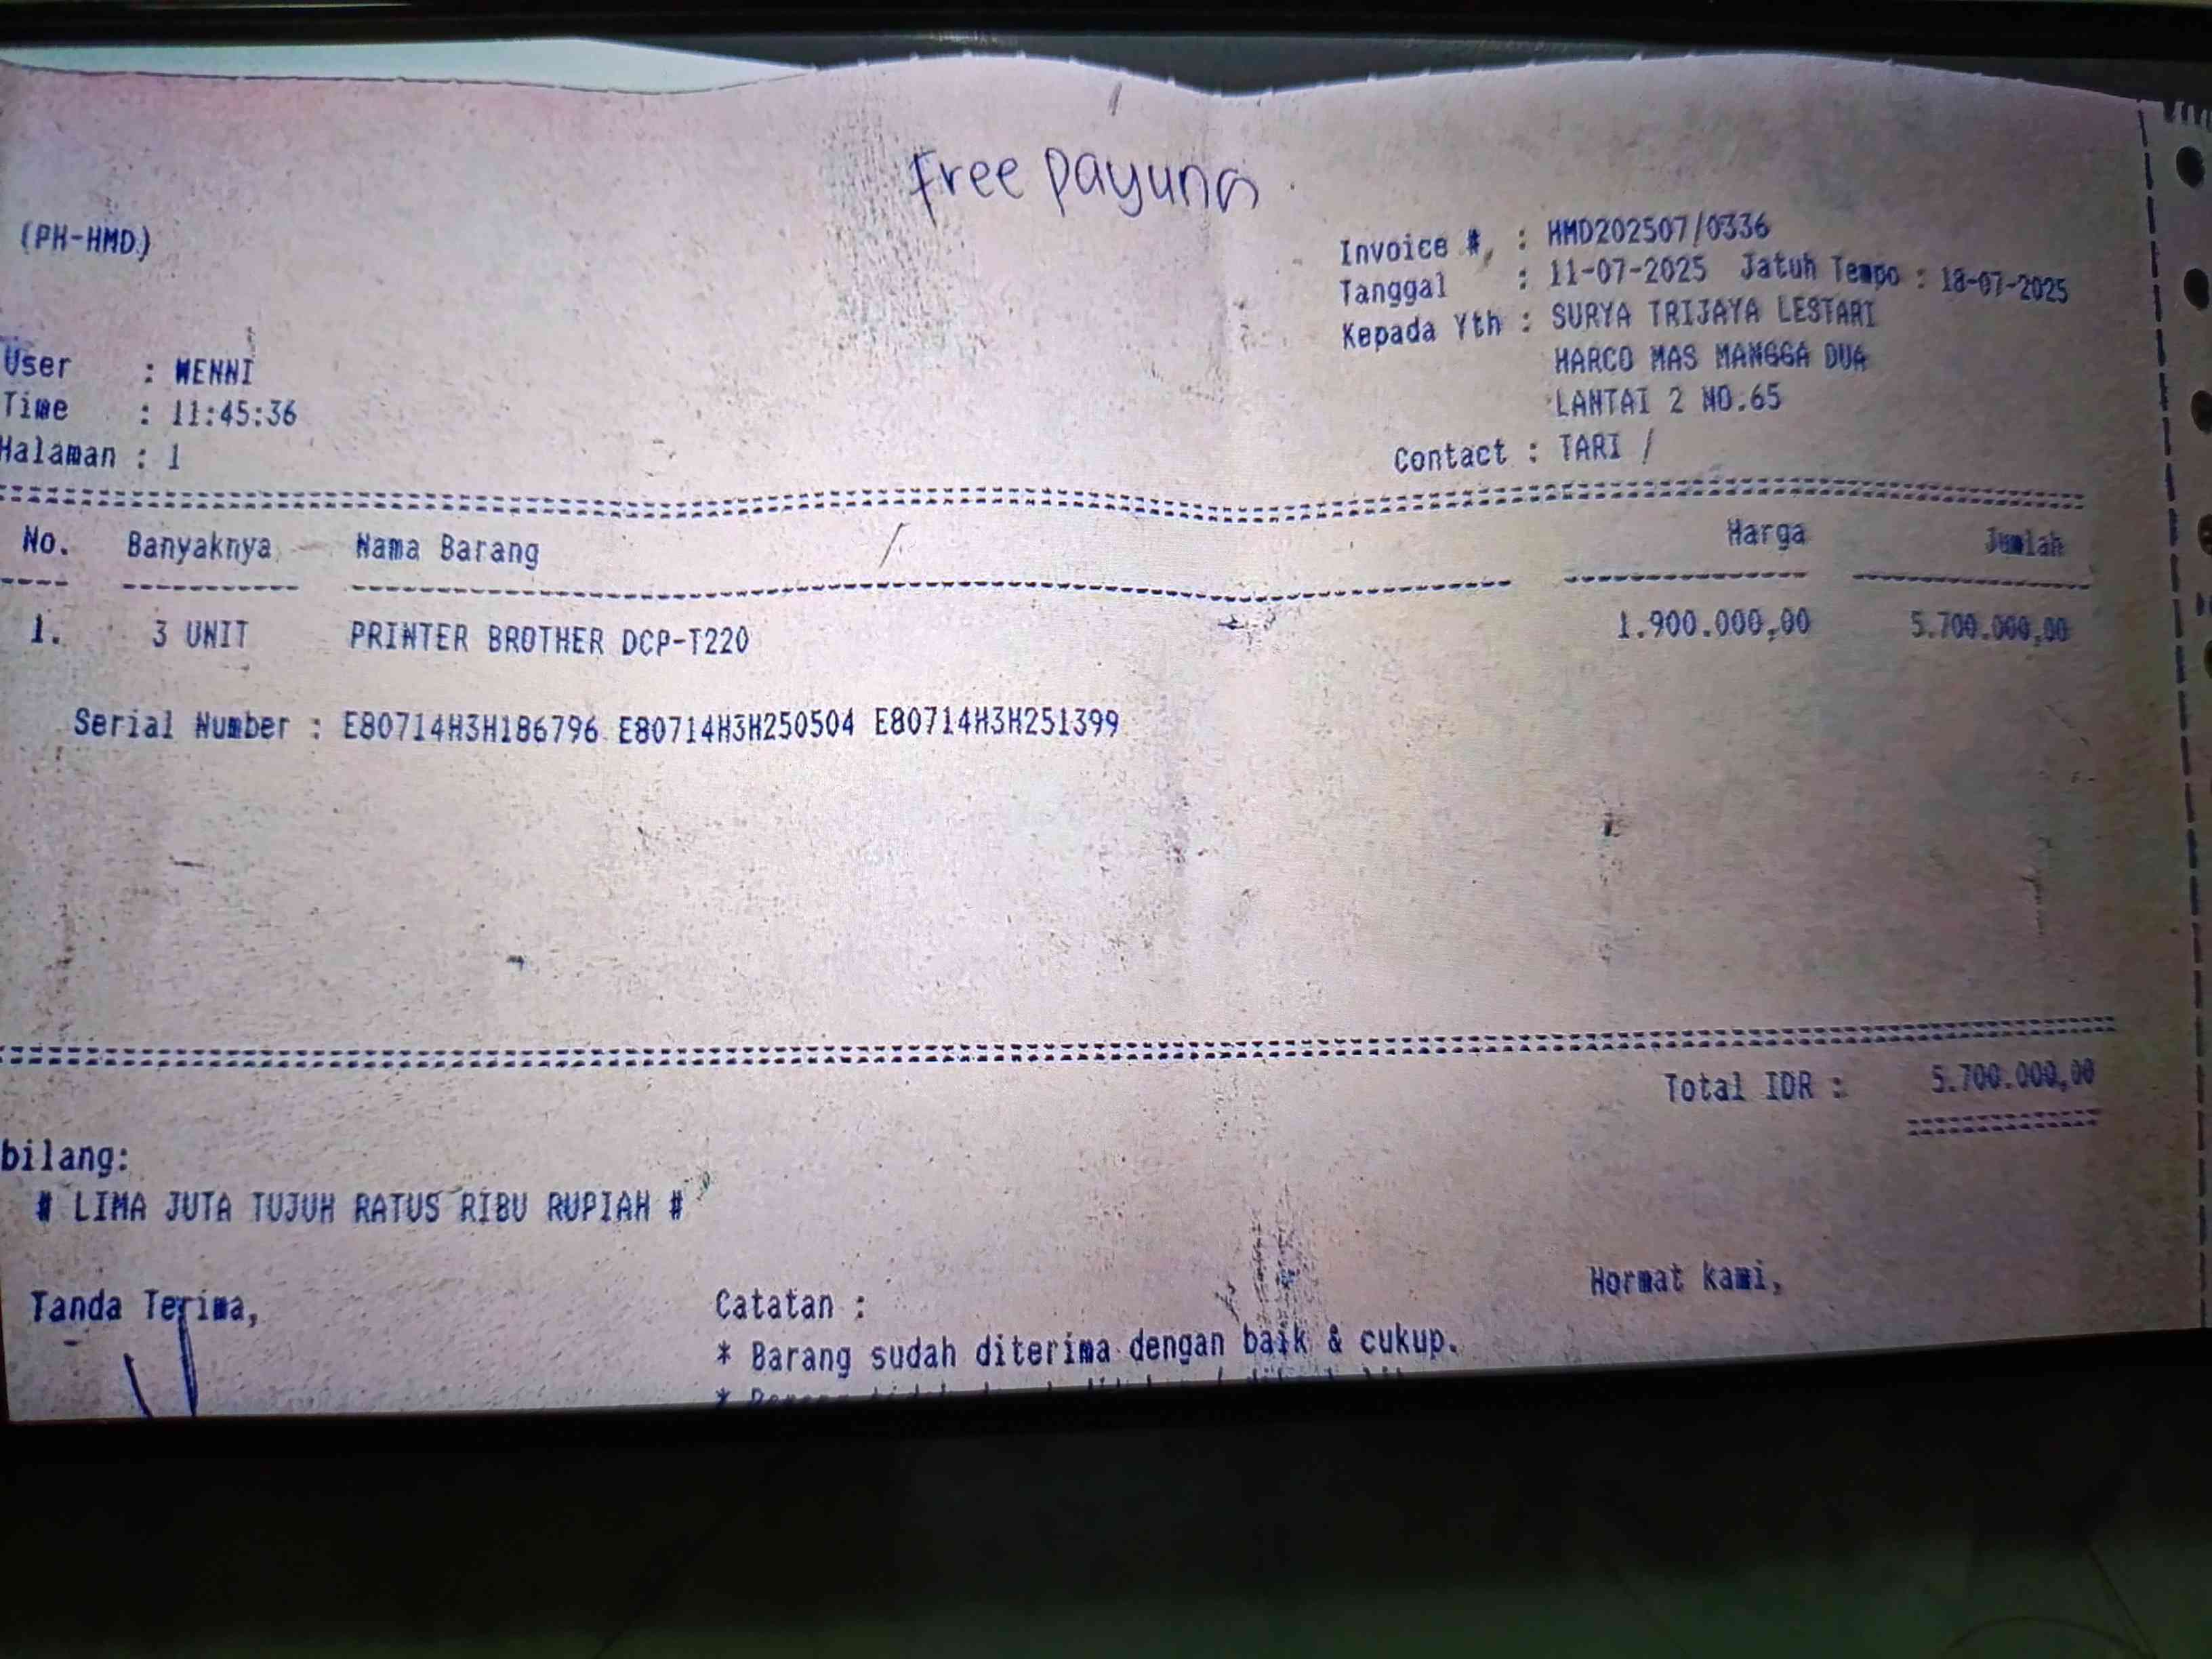 Free payung
(PH-HMD)
Invoice # : HMD202507/0336
Tanggal : 11-07-2025 Jatuh Tempo : 18-07-2025
Kepada Yth : SURYA TRIJAYA LESTARI
HARCO MAS MANGGA DUA
LANTAI 2 NO.65
Contact : TARI /
User : WENNI
Time : 11:45:36
Halaman : 1
No. Banyaknya Nama Barang Harga Jumlah
1. 3 UNIT PRINTER BROTHER DCP-T220 1.900.000,00 5.700.000,00
Serial Number : E80714H3H186796 E80714H3H250504 E80714H3H251399
Total IDR : 5.700.000,00
bilang:
# LIMA JUTA TUJUH RATUS RIBU RUPIAH #
Tanda Terima,
Catatan :
Hormat kami,
* Barang sudah diterima dengan baik & cukup.